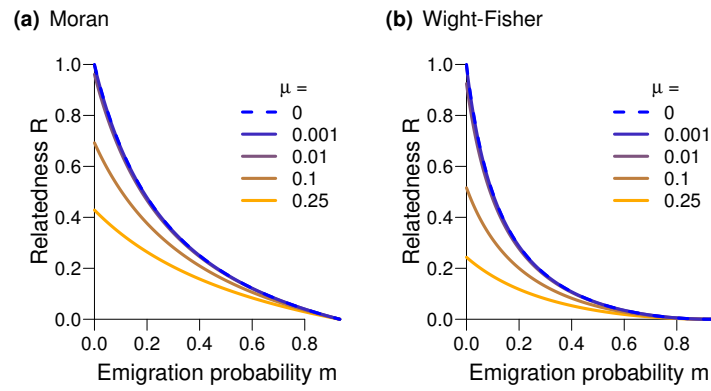 (a) Moran
Relatedness R
1.0
0.8
0.6
0.4
0.2
0.0
μ =
0
0.001
0.01
0.1
0.25
0.0 0.2 0.4 0.6 0.8
Emigration probability m
(b) Wight-Fisher
Relatedness R
1.0
0.8
0.6
0.4
0.2
0.0
μ =
0
0.001
0.01
0.1
0.25
0.0 0.2 0.4 0.6 0.8
Emigration probability m